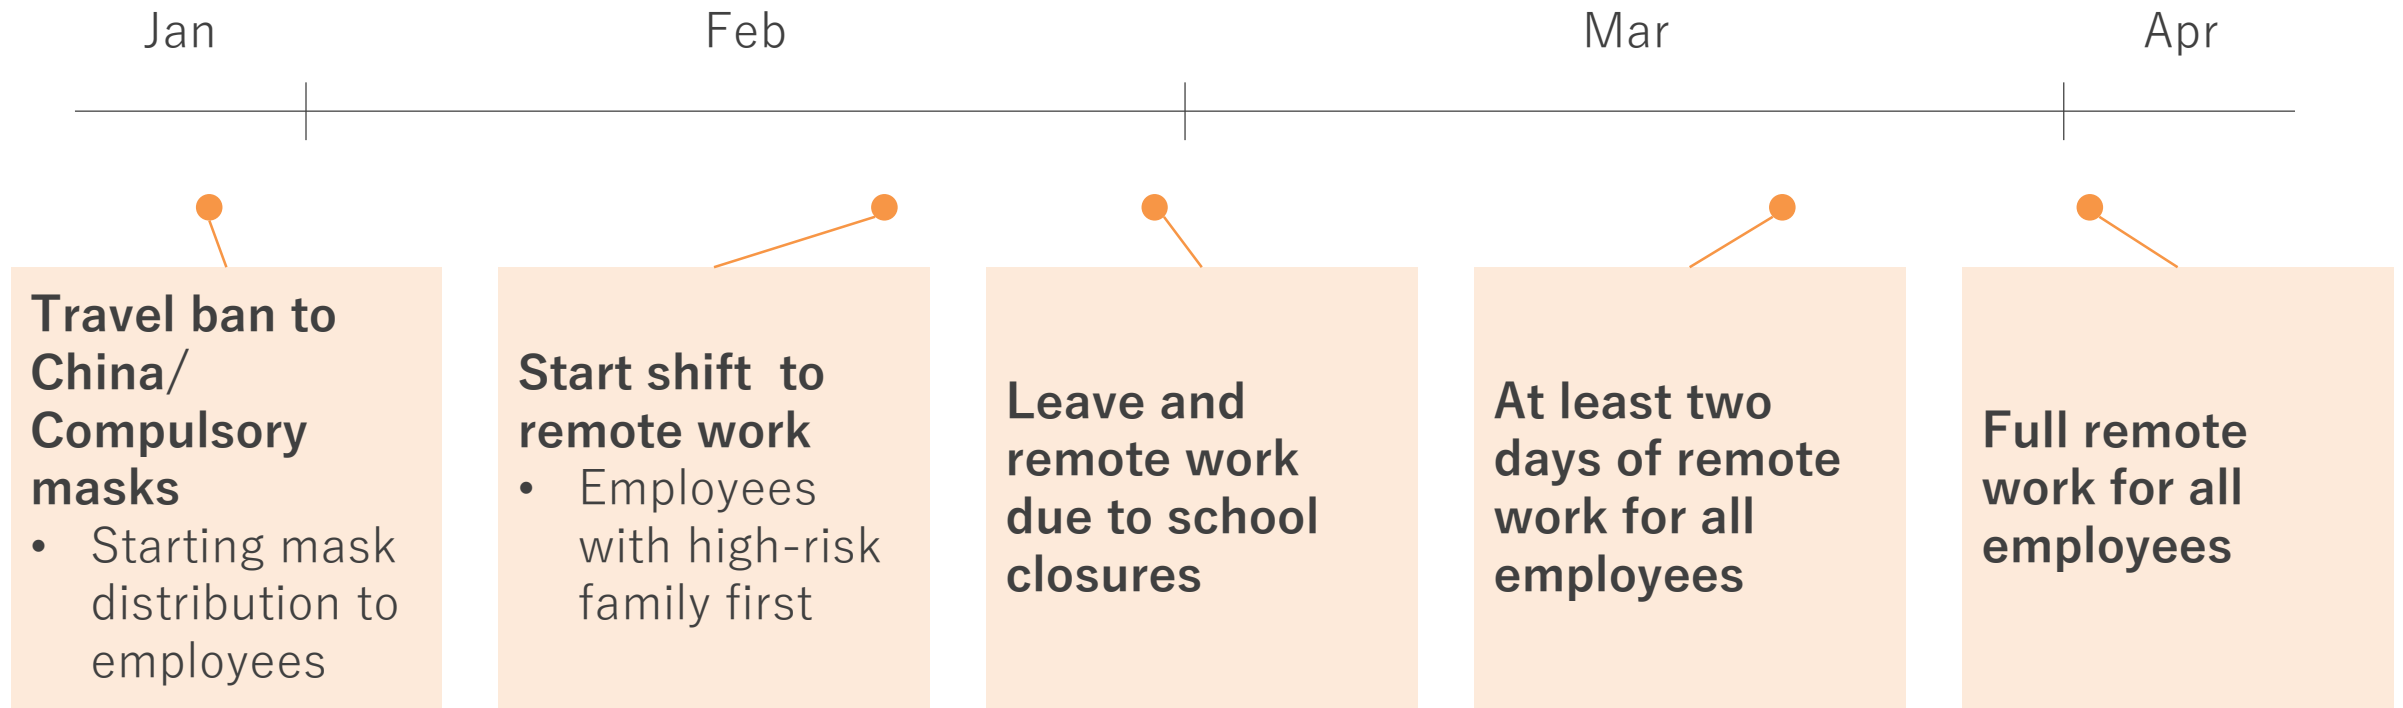 Jan
Feb
Mar
Apr
Travel ban to
China/
Compulsory
masks
• Starting mask
distribution to
employees
Start shift  to
remote work
• Employees
with high-risk
family first
Leave and
remote work
due to school
closures
At least two
days of remote
work for all
employees
Full remote
work for all
employees